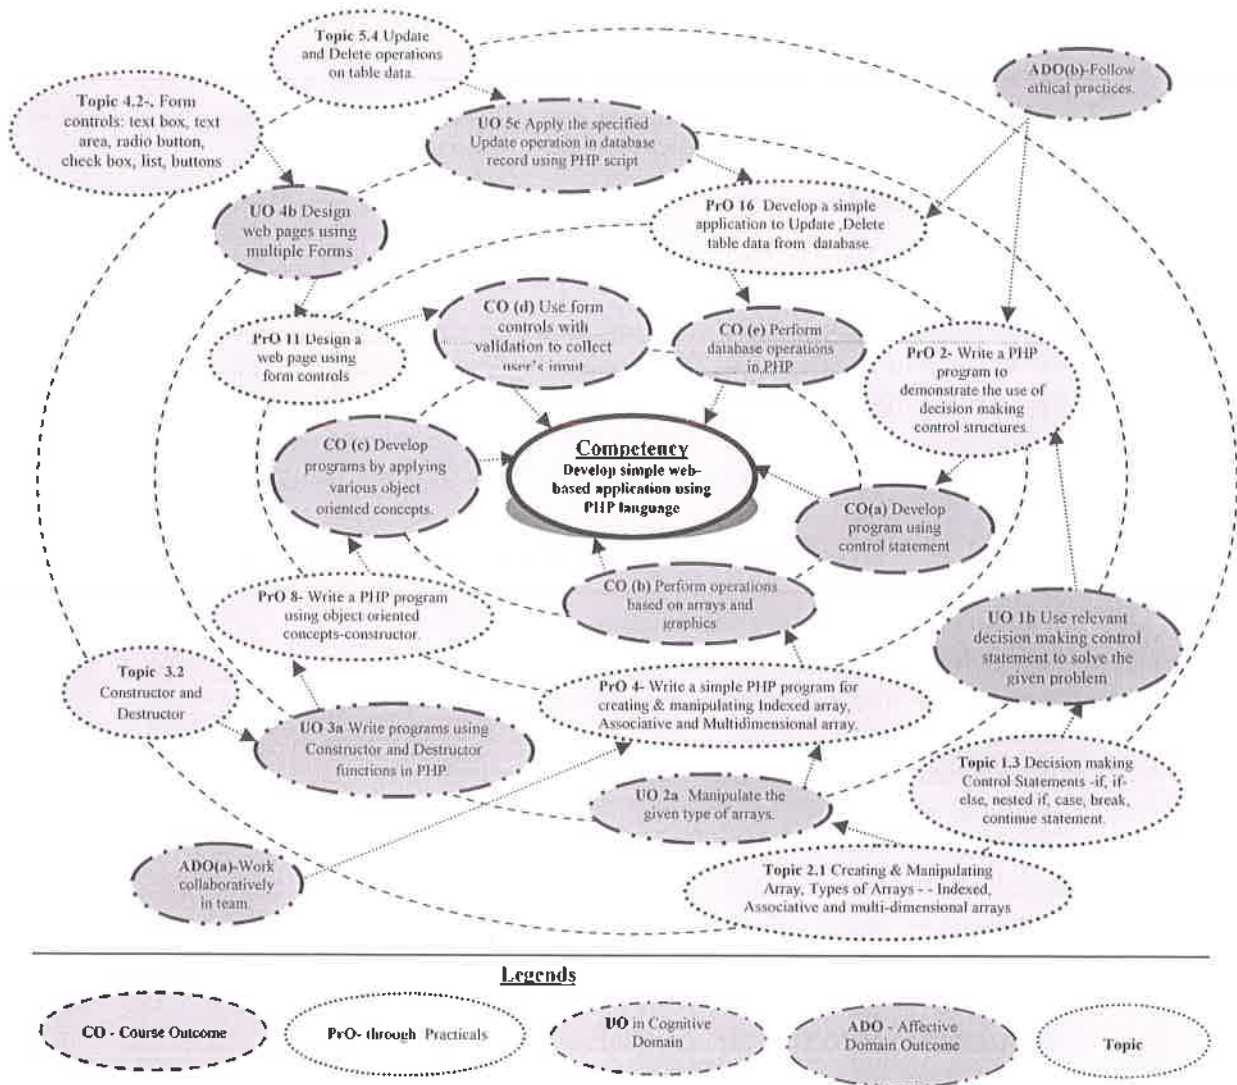 Topic 5.4 Update
and Delete operations
on table data.
ADO(b)-Follow
ethical practices.
Topic 4.2-. Form
controls: text box, text
area, radio button,
check box, list, buttons
UO 5c Apply the specified
Update operation in database
record using PHP script
UO 4b Design
web pages using
multiple Forms
PrO 16 Develop a simple
application to Update ,Delete
table data from database.
CO (d) Use form
controls with
validation to collect
user's input
CO (e) Perform
database operations
in PHP
PrO 11 Design a
web page using
form controls
PrO 2- Write a PHP
program to
demonstrate the use of
decision making
control structures.
CO (c) Develop
programs by applying
various object
oriented concepts.
Competency
Develop simple web-
based application using
PHP language
CO(a) Develop
program using
control statement
CO (b) Perform operations
based on arrays and
graphics
PrO 8- Write a PHP program
using object oriented
concepts-constructor.
UO 1b Use relevant
decision making control
statement to solve the
given problem
Topic 3.2
Constructor and
Destructor
PrO 4- Write a simple PHP program for
creating & manipulating Indexed array,
Associative and Multidimensional array.
UO 3a Write programs using
Constructor and Destructor
functions in PHP.
Topic 1.3 Decision making
Control Statements -if, if-
else, nested if, case, break,
continue statement.
UO 2a Manipulate the
given type of arrays.
ADO(a)-Work
collaboratively
in team.
Topic 2.1 Creating & Manipulating
Array, Types of Arrays - - Indexed,
Associative and multi-dimensional arrays
Legends
CO - Course Outcome
PrO- through Practicals
UO in Cognitive
Domain
ADO - Affective
Domain Outcome
Topic